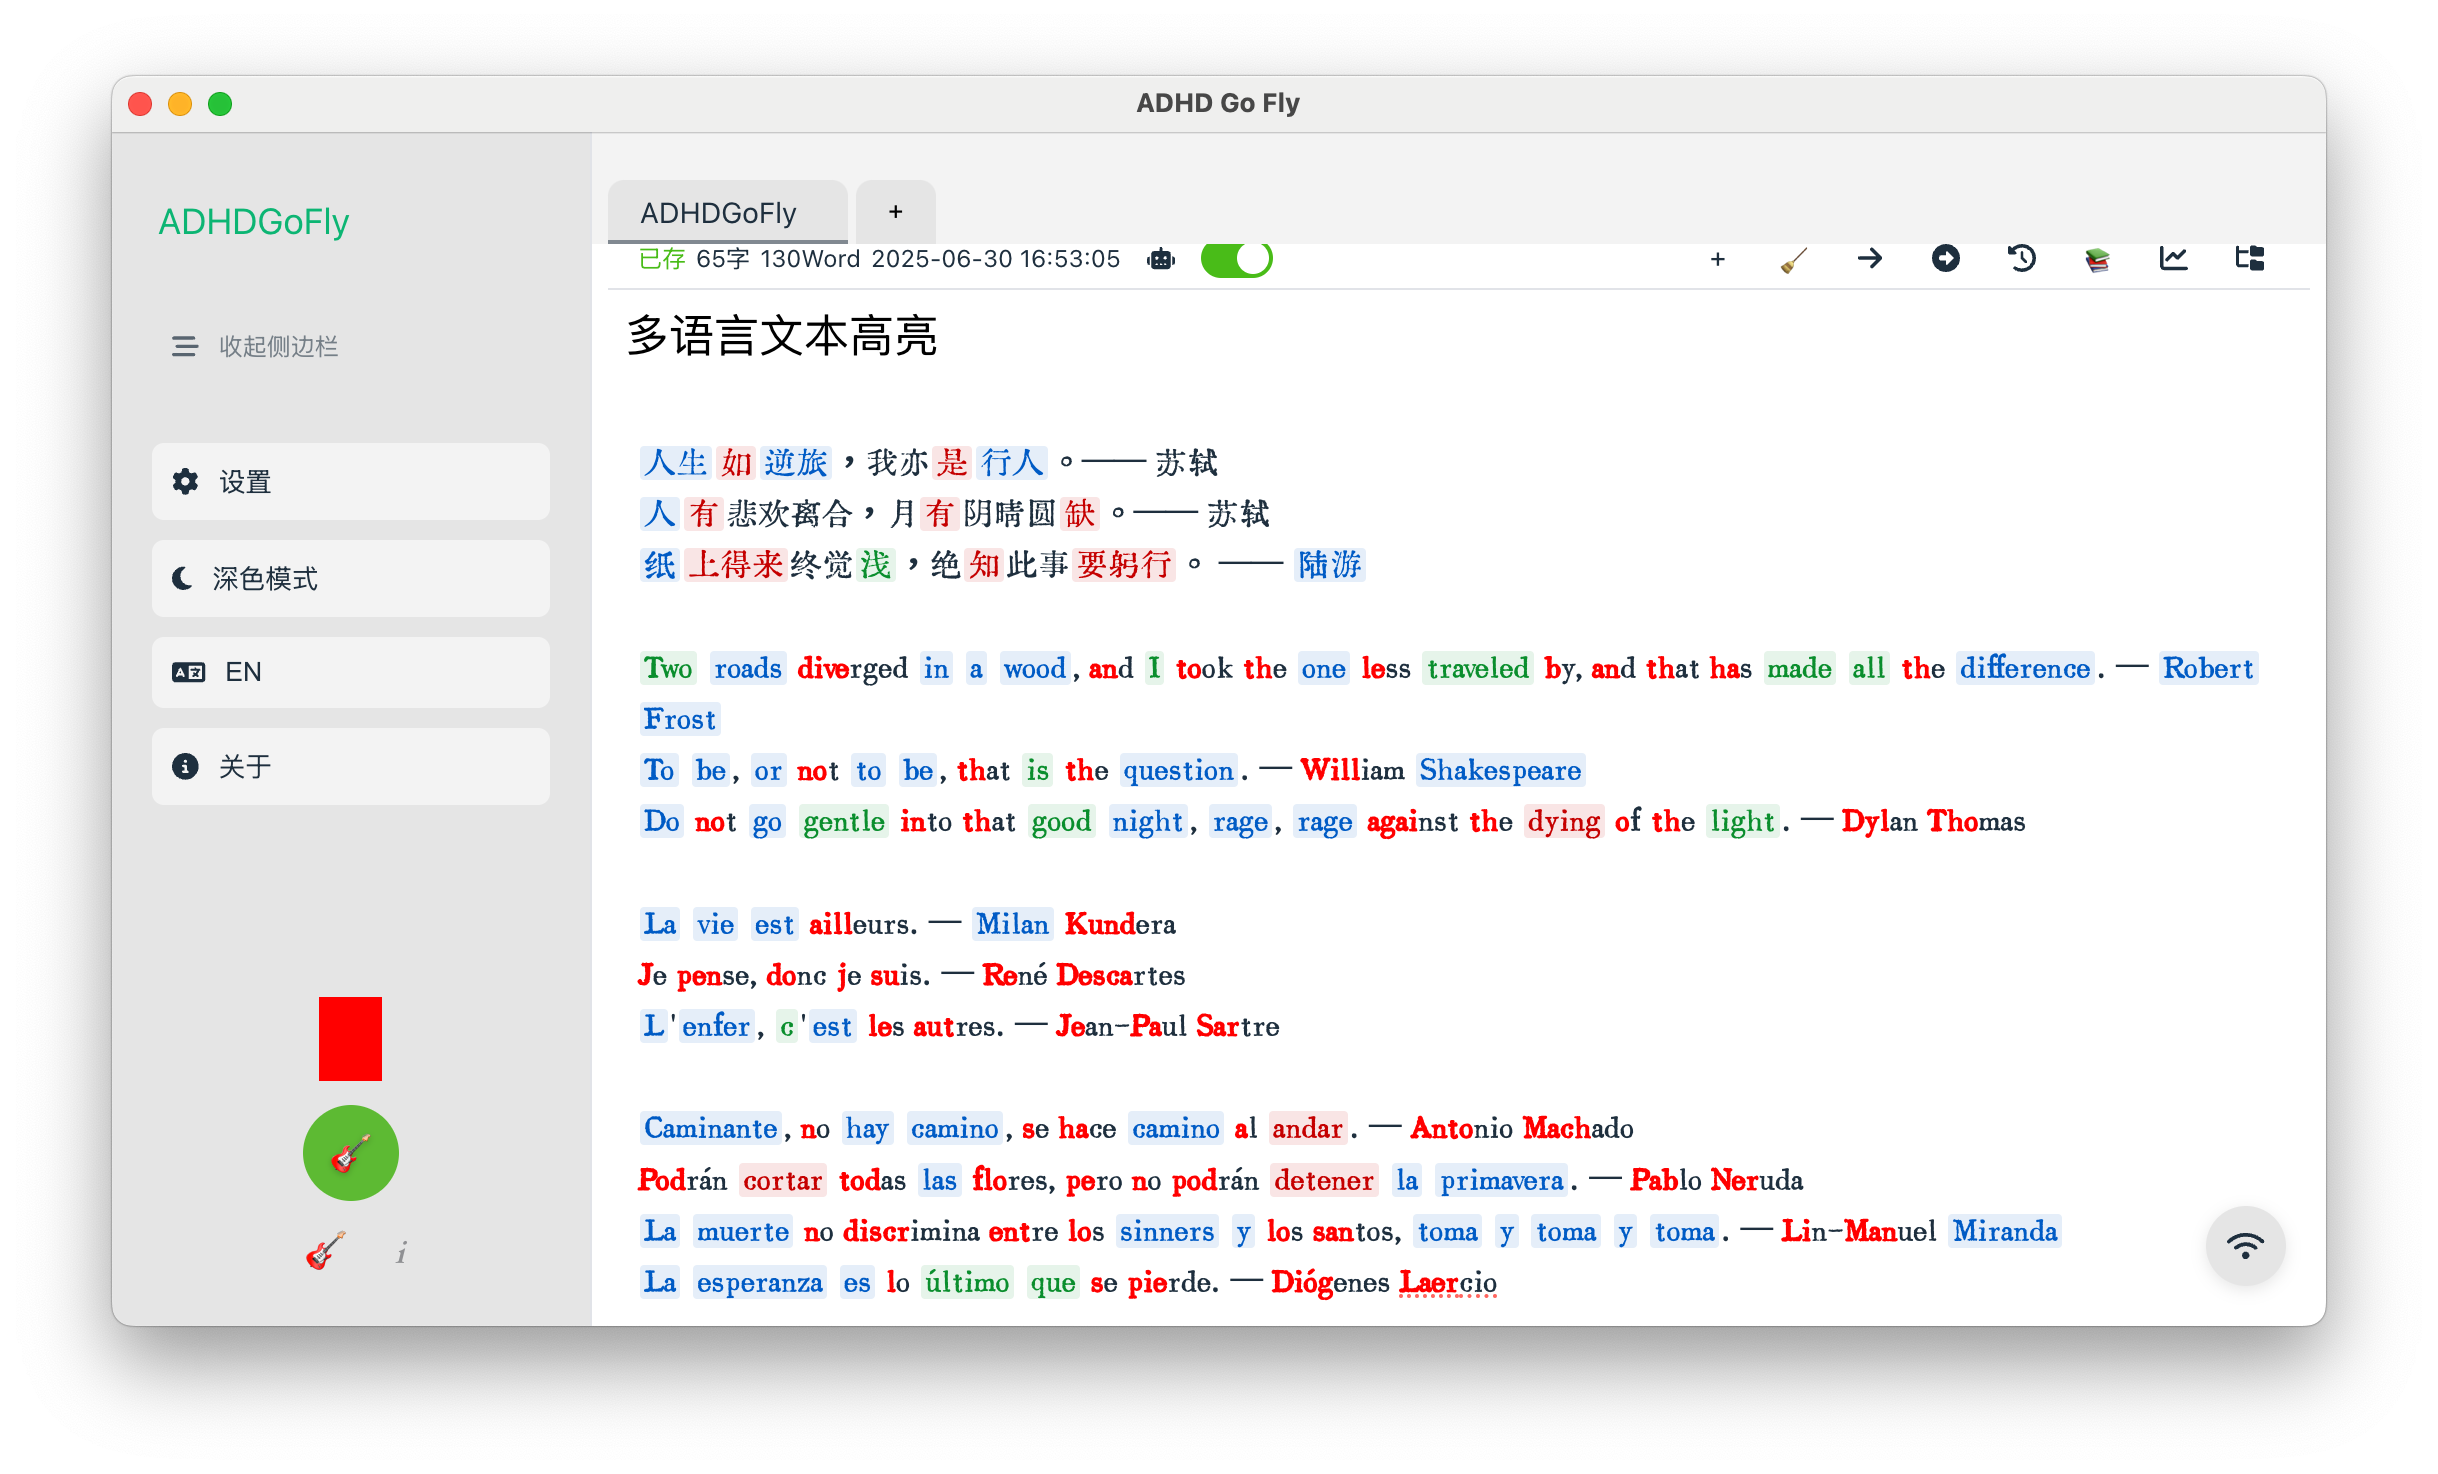 ADHD Go Fly
ADHDGoFly
收起侧边栏
设置
深色模式
EN
关于
ADHDGoFly +
已存 65字 130Word 2025-06-30 16:53:05
多语言文本高亮
人生如逆旅，我亦是行人。—— 苏轼
人有悲欢离合，月有阴晴圆缺。—— 苏轼
纸上得来终觉浅，绝知此事要躬行。 —— 陆游
Two roads diverged in a wood, and I took the one less traveled by, and that has made all the difference. — Robert
Frost
To be, or not to be, that is the question. — William Shakespeare
Do not go gentle into that good night, rage, rage against the dying of the light. — Dylan Thomas
La vie est ailleurs. — Milan Kundera
Je pense, donc je suis. — René Descartes
L'enfer, c'est les autres. — Jean-Paul Sartre
Caminante, no hay camino, se hace camino al andar. — Antonio Machado
Podrán cortar todas las flores, pero no podrán detener la primavera. — Pablo Neruda
La muerte no discrimina entre los sinners y los santos, toma y toma y toma. — Lin-Manuel Miranda
La esperanza es lo último que se pierde. — Diógenes Laercio